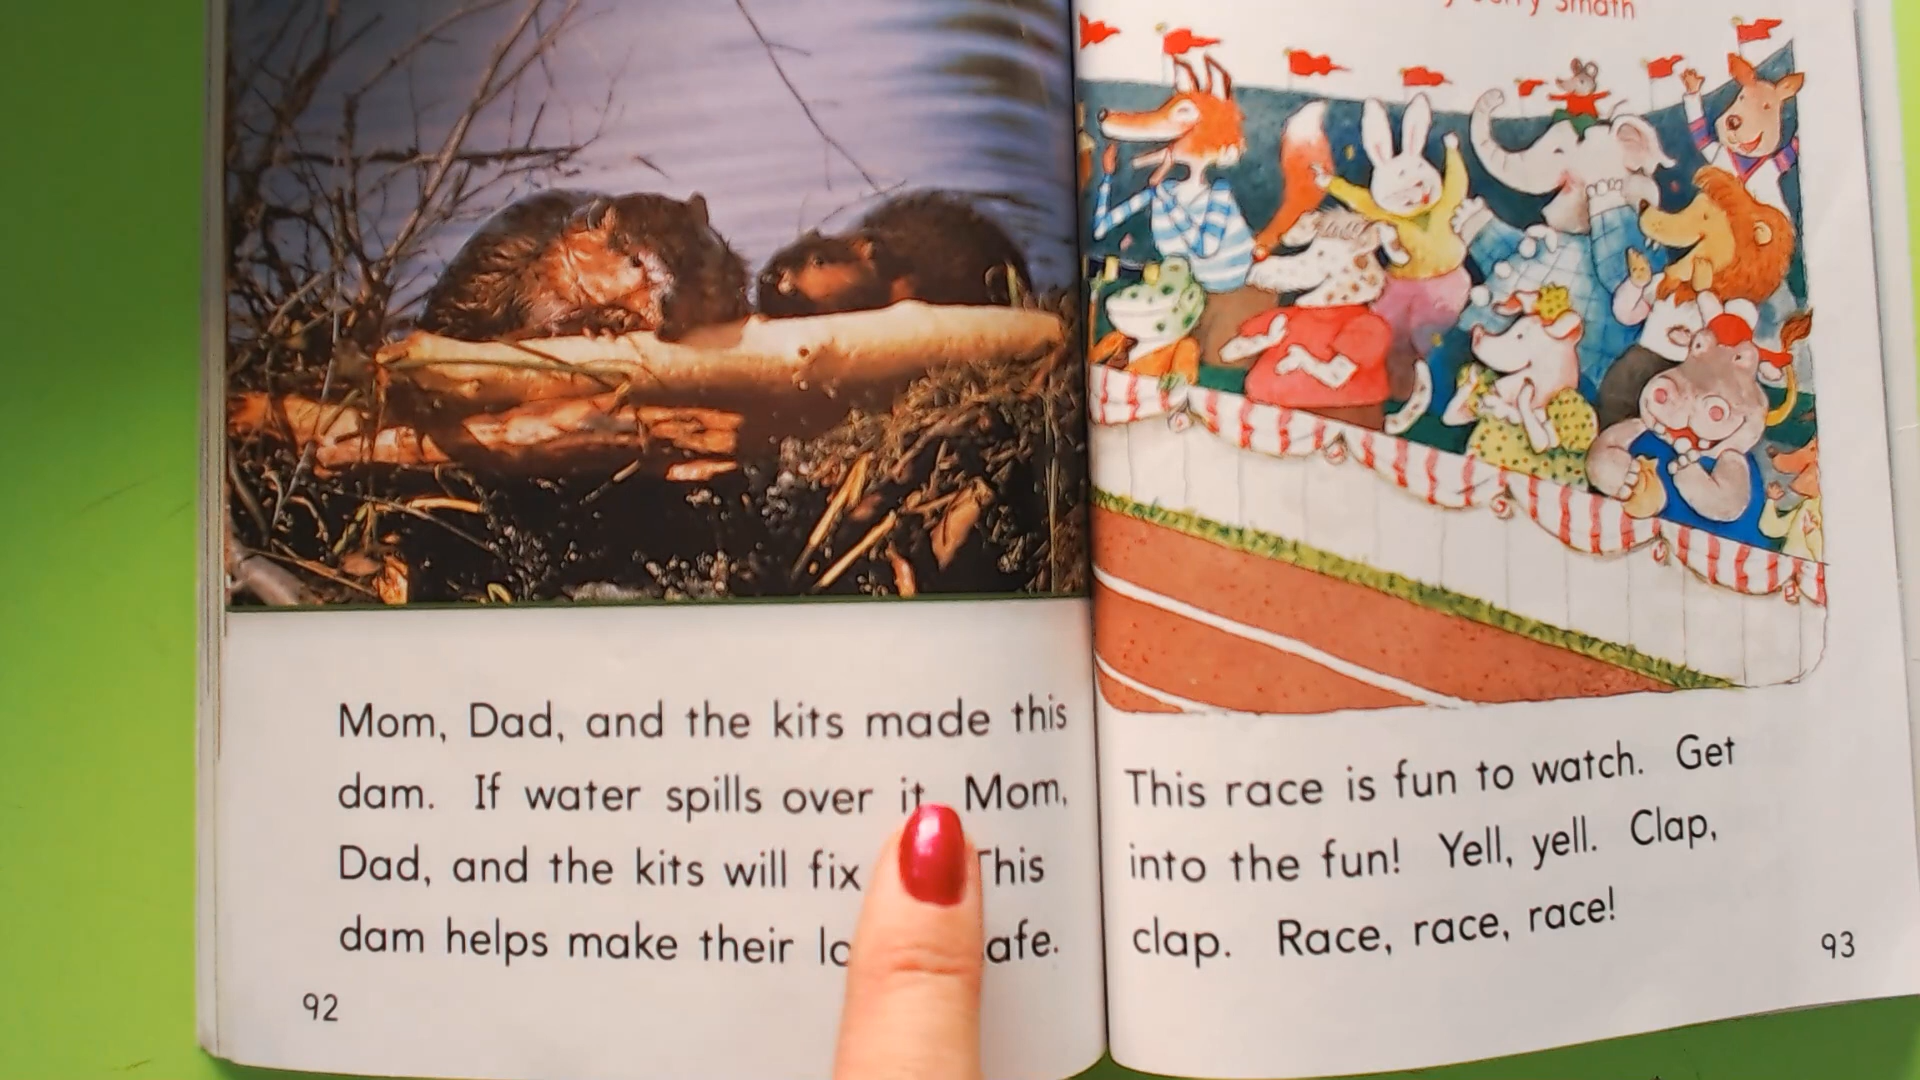 Mom, Dad, and the kits made this
dam. If water spills over it, Mom,
Dad, and the kits will fix This
dam helps make their
92
Smath
This race is fun to watch. Get
into the fun! Yell, yell. Clap,
clap. Race, race, race!
93